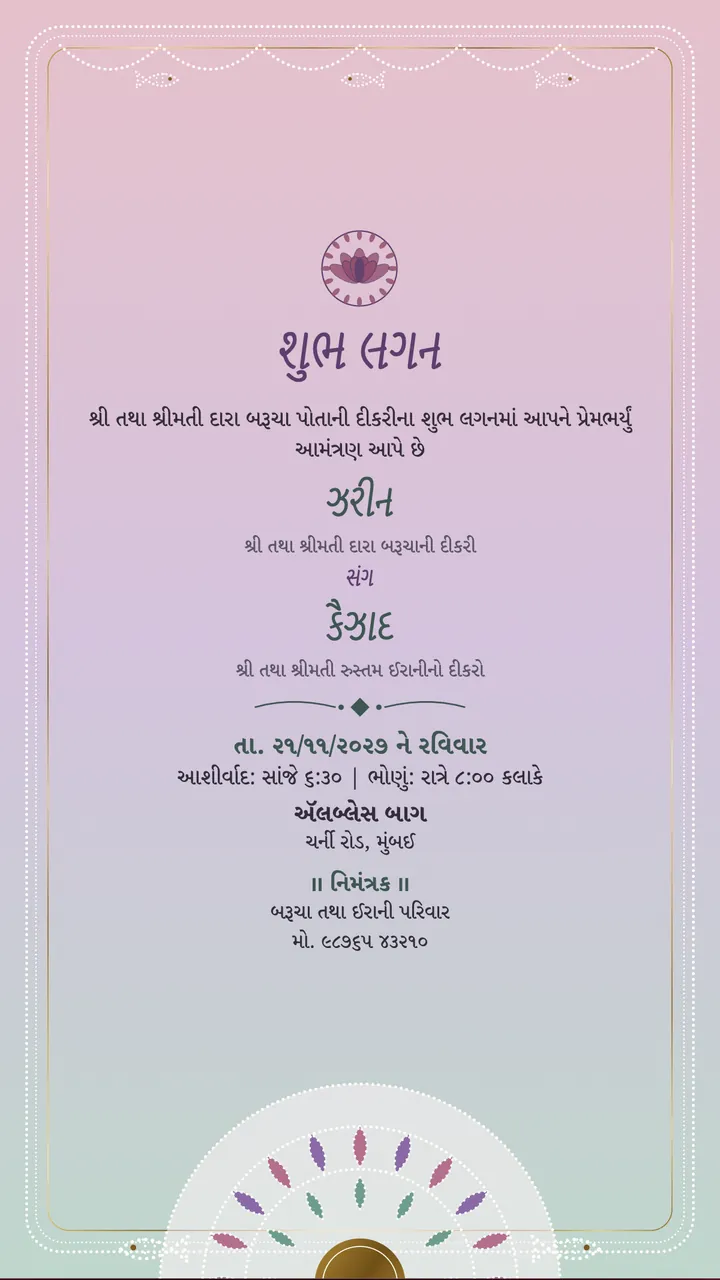 શુભ લગન
શ્રી તથા શ્રીમતી દારા બરૂચા પોતાની દીકરીના શુભ લગનમાં આપને પ્રેમભર્યું
આમંત્રણ આપે છે
ઝરીન
શ્રી તથા શ્રીમતી દારા બરૂચાની દીકરી
સંગ
કૈઝાદ
શ્રી તથા શ્રીમતી રુસ્તમ ઈરાનીનો દીકરો
તા. ૨૧/૧૧/૨૦૨૭ ને રવિવાર
આશીર્વાદ: સાંજે ૬:૩૦ | ભોણું: રાત્રે ૮:૦૦ કલાકે
ઍલબ્લેસ બાગ
ચર્ની રોડ, મુંબઈ
॥ નિમંત્રક ॥
બરૂચા તથા ઈરાની પરિવાર
મો. ૯૮૭૬૫ ૪૩૨૧૦